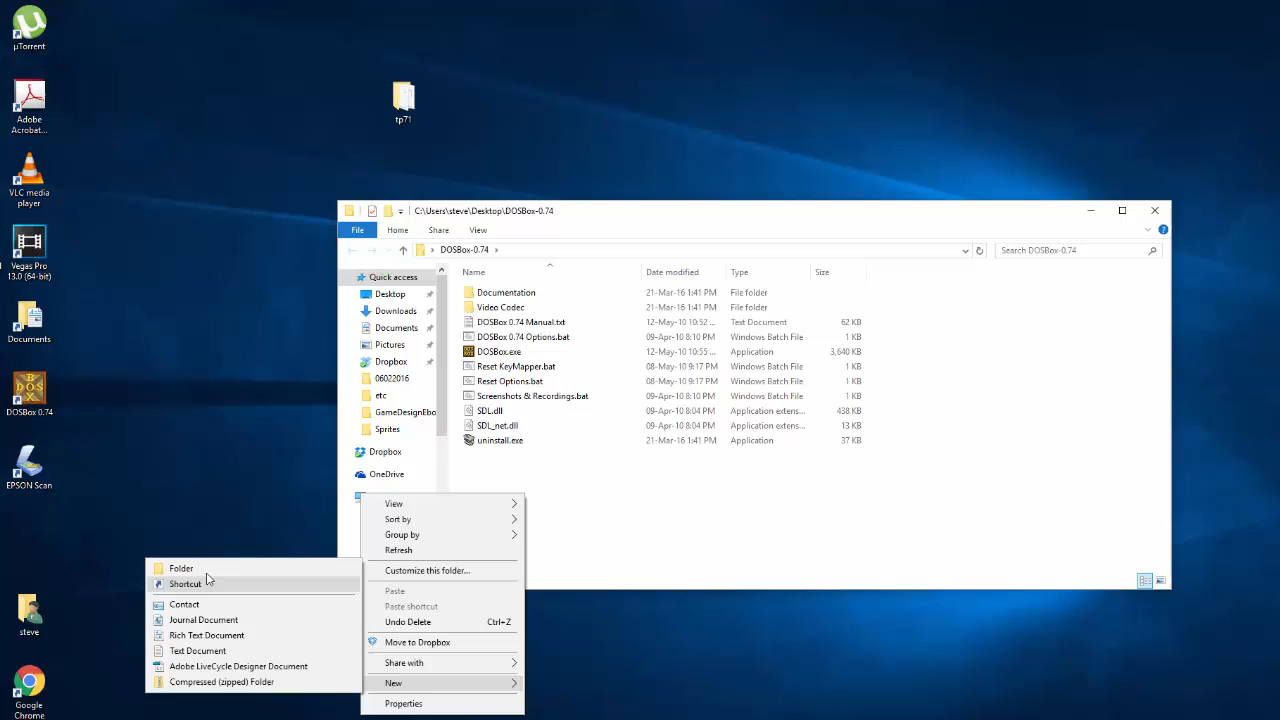 µTorrent
Adobe
Acrobat...
VLC media
player
Vegas Pro
13.0 (64-bit)
Documents
DOSBox 0.74
EPSON Scan
steve
Google
Chrome
tp71
C:\Users\steve\Desktop\DOSBox-0.74
File Home Share View
DOSBox-0.74
Search DOSBox-0.74
Quick access
Desktop
Downloads
Documents
Pictures
Dropbox
06022016
etc
GameDesignEbo
Sprites
Dropbox
OneDrive
Name Date modified Type Size
Documentation 21-Mar-16 1:41 PM File folder
Video Codec 21-Mar-16 1:41 PM File folder
DOSBox 0.74 Manual.txt 12-May-10 10:52 ... Text Document 62 KB
DOSBox 0.74 Options.bat 09-Apr-10 8:10 PM Windows Batch File 1 KB
DOSBox.exe 12-May-10 10:55 ... Application 3,640 KB
Reset KeyMapper.bat 08-May-10 9:17 PM Windows Batch File 1 KB
Reset Options.bat 08-May-10 9:17 PM Windows Batch File 1 KB
Screenshots & Recordings.bat 09-Apr-10 8:10 PM Windows Batch File 1 KB
SDL.dll 09-Apr-10 8:04 PM Application extens... 438 KB
SDL_net.dll 09-Apr-10 8:04 PM Application extens... 13 KB
uninstall.exe 21-Mar-16 1:41 PM Application 37 KB
View
Sort by
Group by
Refresh
Customize this folder...
Paste
Paste shortcut
Undo Delete Ctrl+Z
Move to Dropbox
Share with
New
Properties
Folder
Shortcut
Contact
Journal Document
Rich Text Document
Text Document
Adobe LiveCycle Designer Document
Compressed (zipped) Folder